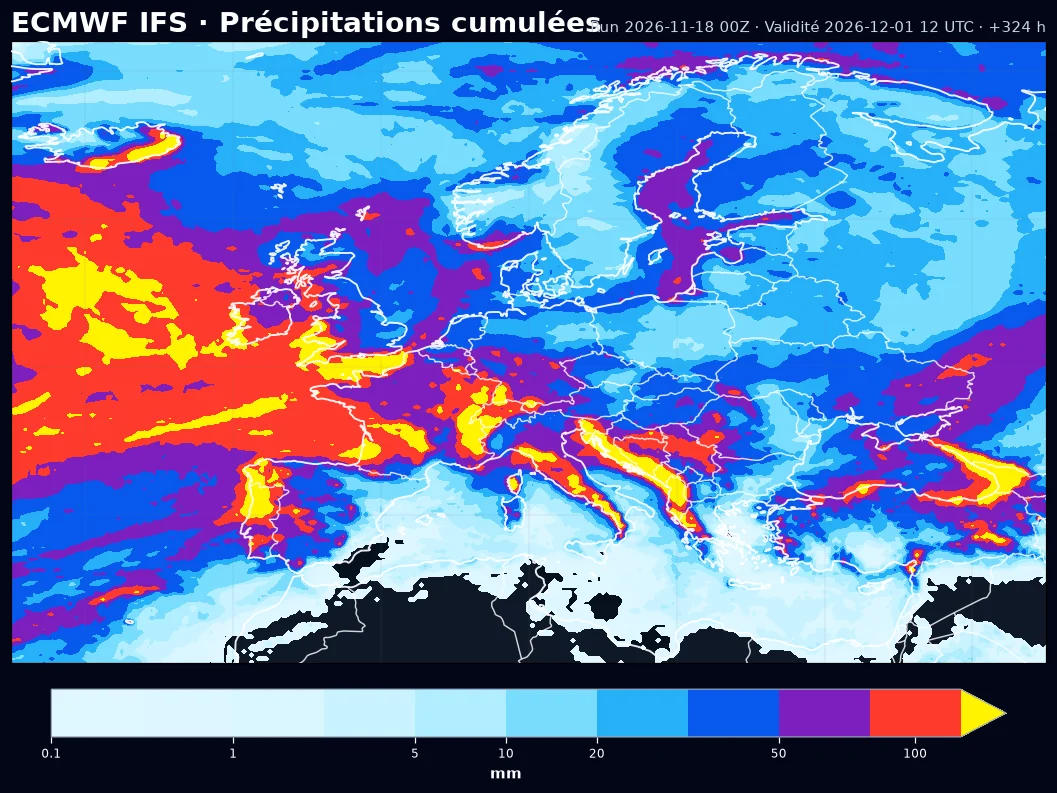 ECMWF IFS · Précipitations cumulées
Run 2026-11-18 00Z · Validité 2026-12-01 12 UTC · +324 h
0.1 1 5 10 20 50 100
mm